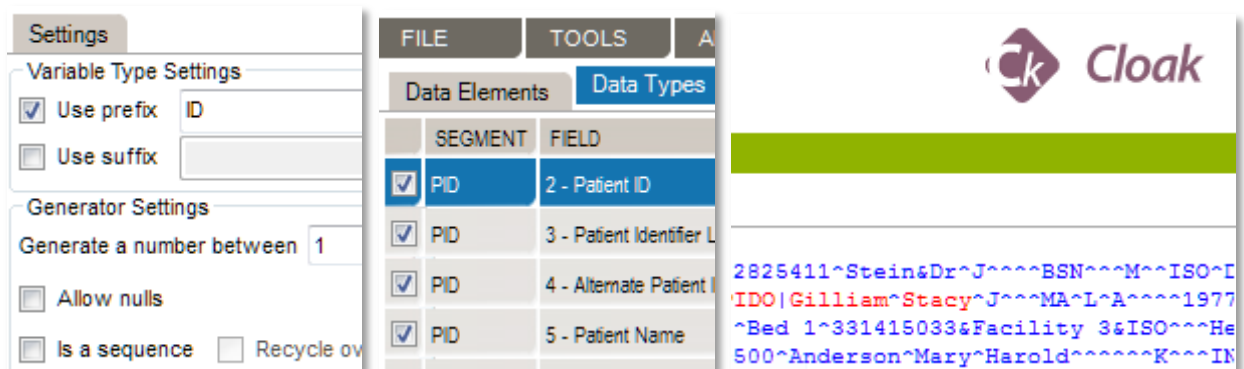 Settings
Variable Type Settings
Use prefix ID
Use suffix
Generator Settings
Generate a number between 1
Allow nulls
Is a sequence Recycle ov
FILE TOOLS A
Data Elements Data Types
SEGMENT FIELD
PID 2 - Patient ID
PID 3 - Patient Identifier L
PID 4 - Alternate Patient I
PID 5 - Patient Name
Ck Cloak
2825411^Stein&Dr^J^^^^BSN^^^M^^ISO^D
PIDO|Gilliam^Stacy^J^^^MA^L^A^^^^1977
^Bed 1^331415033&Facility 3&ISO^^^He
500^Anderson^Mary^Harold^^^^^^K^^^IN